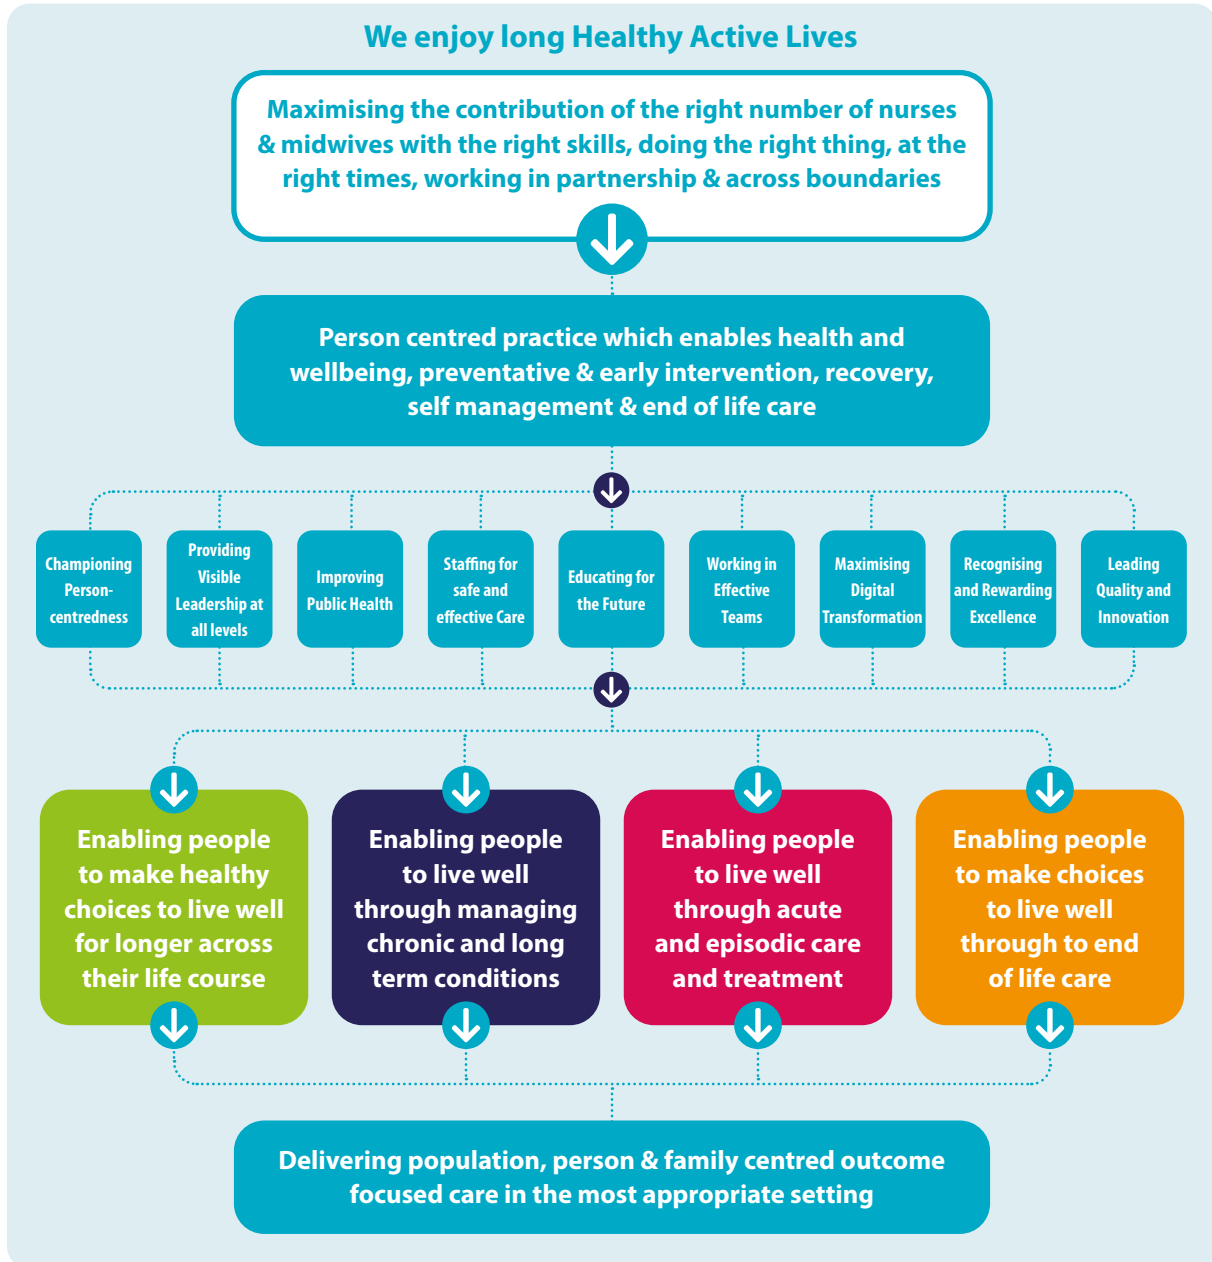 We enjoy long Healthy Active Lives
Maximising the contribution of the right number of nurses
& midwives with the right skills, doing the right thing, at the
right times, working in partnership & across boundaries
Person centred practice which enables health and
wellbeing, preventative & early intervention, recovery,
self management & end of life care
Championing
Person-
centredness
Providing
Visible
Leadership at
all levels
Improving
Public Health
Staffing for
safe and
effective Care
Educating for
the Future
Working in
Effective
Teams
Maximising
Digital
Transformation
Recognising
and Rewarding
Excellence
Leading
Quality and
Innovation
Enabling people
to make healthy
choices to live well
for longer across
their life course
Enabling people
to live well
through managing
chronic and long
term conditions
Enabling people
to live well
through acute
and episodic care
and treatment
Enabling people
to make choices
to live well
through to end
of life care
Delivering population, person & family centred outcome
focused care in the most appropriate setting